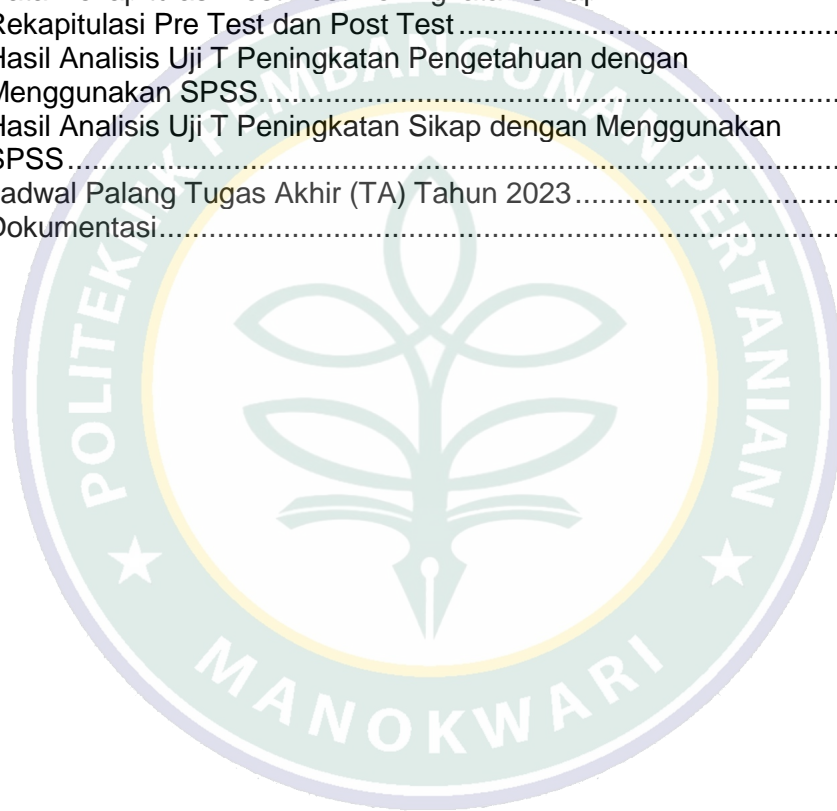 Rekapitulasi Pre Test dan Post Test
Hasil Analisis Uji T Peningkatan Pengetahuan dengan
Menggunakan SPSS
Hasil Analisis Uji T Peningkatan Sikap dengan Menggunakan
SPSS
Jadwal Palang Tugas Akhir (TA) Tahun 2023
Dokumentasi
POLITEKNIK PEMBANGUNAN PERTANIAN
MANOKWARI